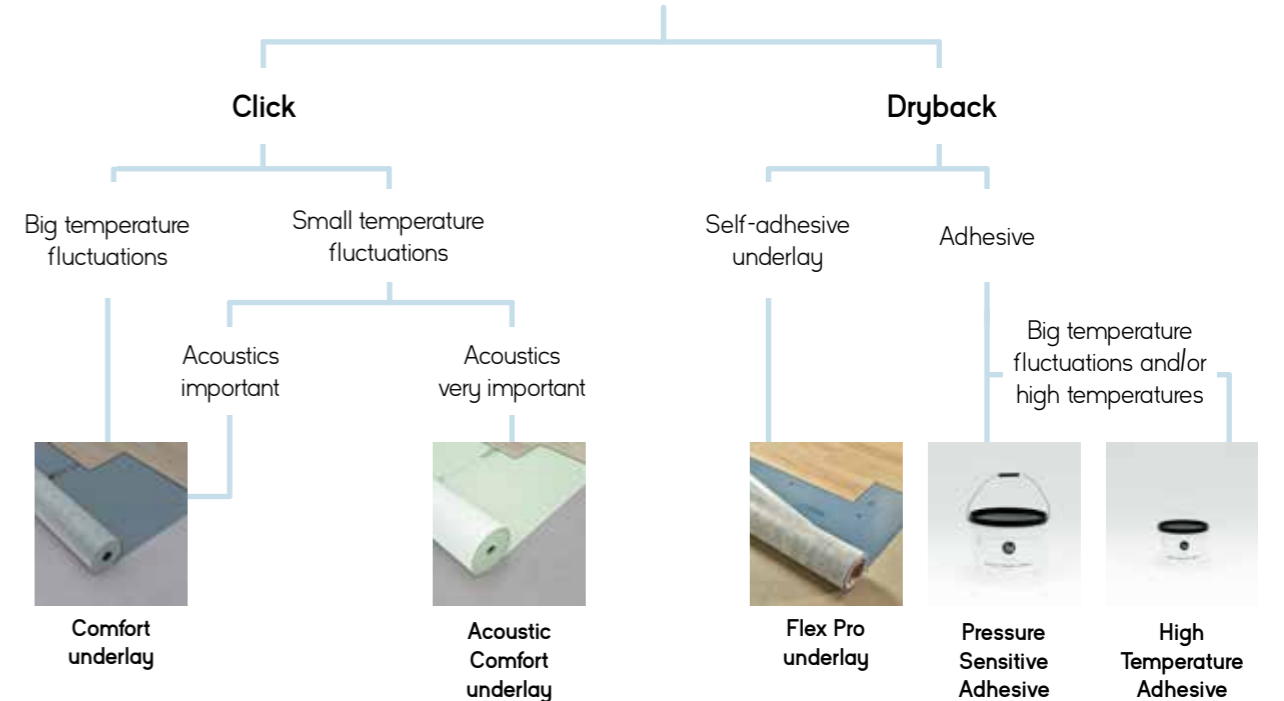 Click
Dryback
Big temperature
fluctuations
Small temperature
fluctuations
Self-adhesive
underlay
Adhesive
Acoustics
important
Acoustics
very important
Big temperature
fluctuations and/or
high temperatures
Comfort
underlay
Acoustic
Comfort
underlay
Flex Pro
underlay
Pressure
Sensitive
Adhesive
High
Temperature
Adhesive